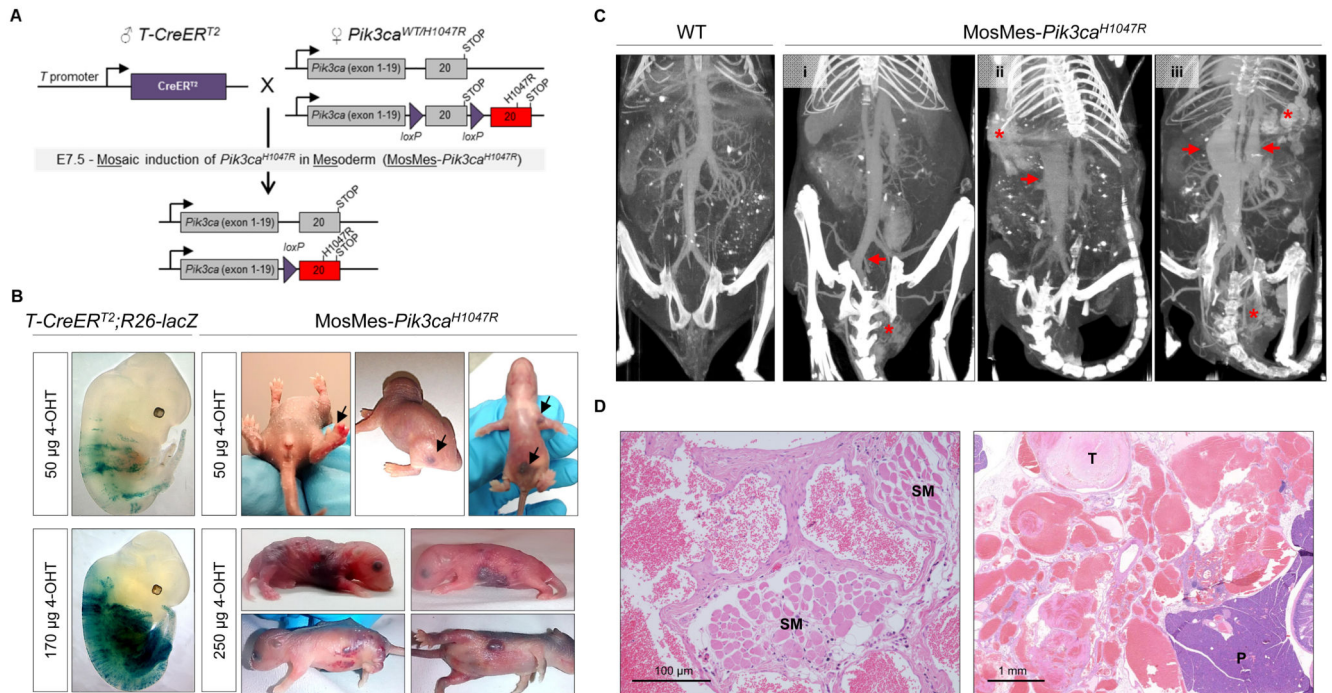 A
♂ T-CreER^T2
♀ Pik3ca^WT/H1047R
T promoter
CreER^T2
X
Pik3ca (exon 1-19)
20
STOP
Pik3ca (exon 1-19)
loxP
20
STOP
loxP
H1047R
20
STOP
E7.5 - Mosaic induction of Pik3ca^H1047R in Mesoderm (MosMes-Pik3ca^H1047R)
Pik3ca (exon 1-19)
20
STOP
Pik3ca (exon 1-19)
loxP
H1047R
20
STOP
B
T-CreER^T2;R26-lacZ
MosMes-Pik3ca^H1047R
50 µg 4-OHT
50 µg 4-OHT
170 µg 4-OHT
250 µg 4-OHT
C
WT
MosMes-Pik3ca^H1047R
i
ii
iii
*
*
*
*
D
SM
SM
100 µm
T
P
1 mm